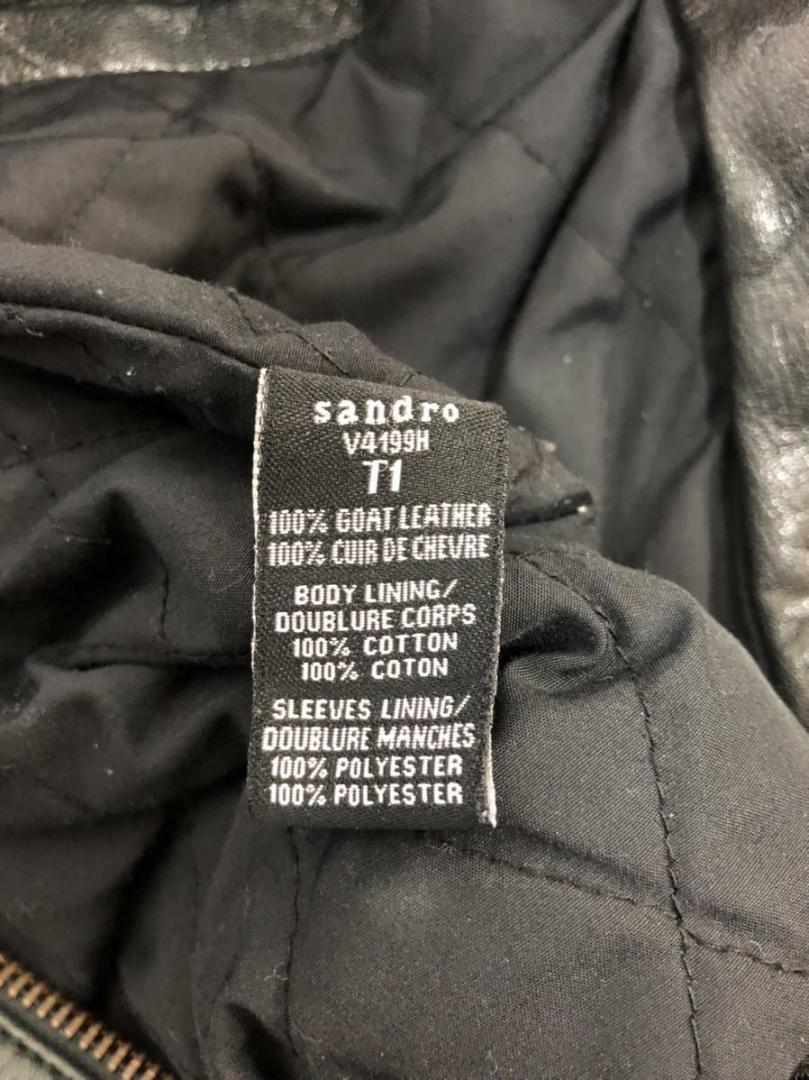 sandro
V4199H
T1
100% GOAT LEATHER
100% CUIR DE CHEVRE
BODY LINING/
DOUBLURE CORPS
100% COTTON
100% COTON
SLEEVES LINING/
DOUBLURE MANCHES
100% POLYESTER
100% POLYESTER